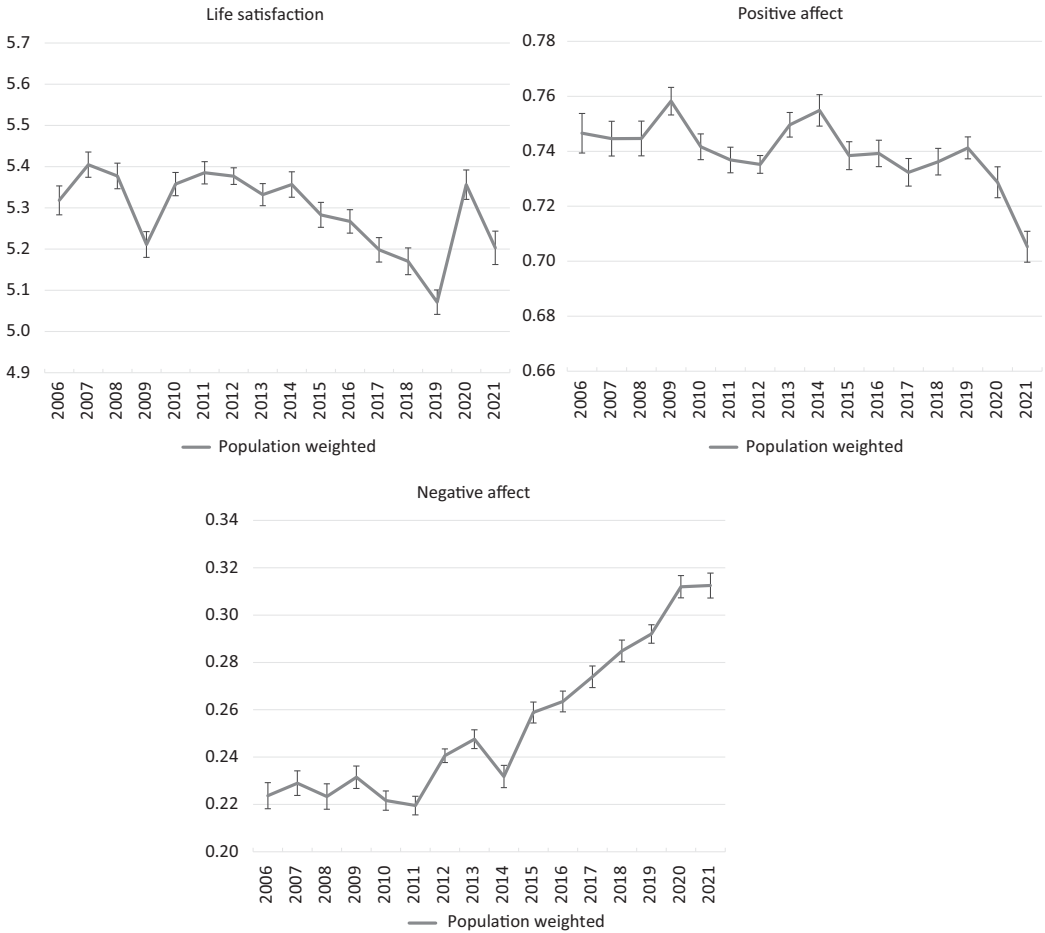 Life satisfaction
5.7
5.6
5.5
5.4
5.3
5.2
5.1
5.0
4.9
2006 2007 2008 2009 2010 2011 2012 2013 2014 2015 2016 2017 2018 2019 2020 2021
Population weighted
Positive affect
0.78
0.76
0.74
0.72
0.70
0.68
0.66
2006 2007 2008 2009 2010 2011 2012 2013 2014 2015 2016 2017 2018 2019 2020 2021
Population weighted
Negative affect
0.34
0.32
0.30
0.28
0.26
0.24
0.22
0.20
2006 2007 2008 2009 2010 2011 2012 2013 2014 2015 2016 2017 2018 2019 2020 2021
Population weighted